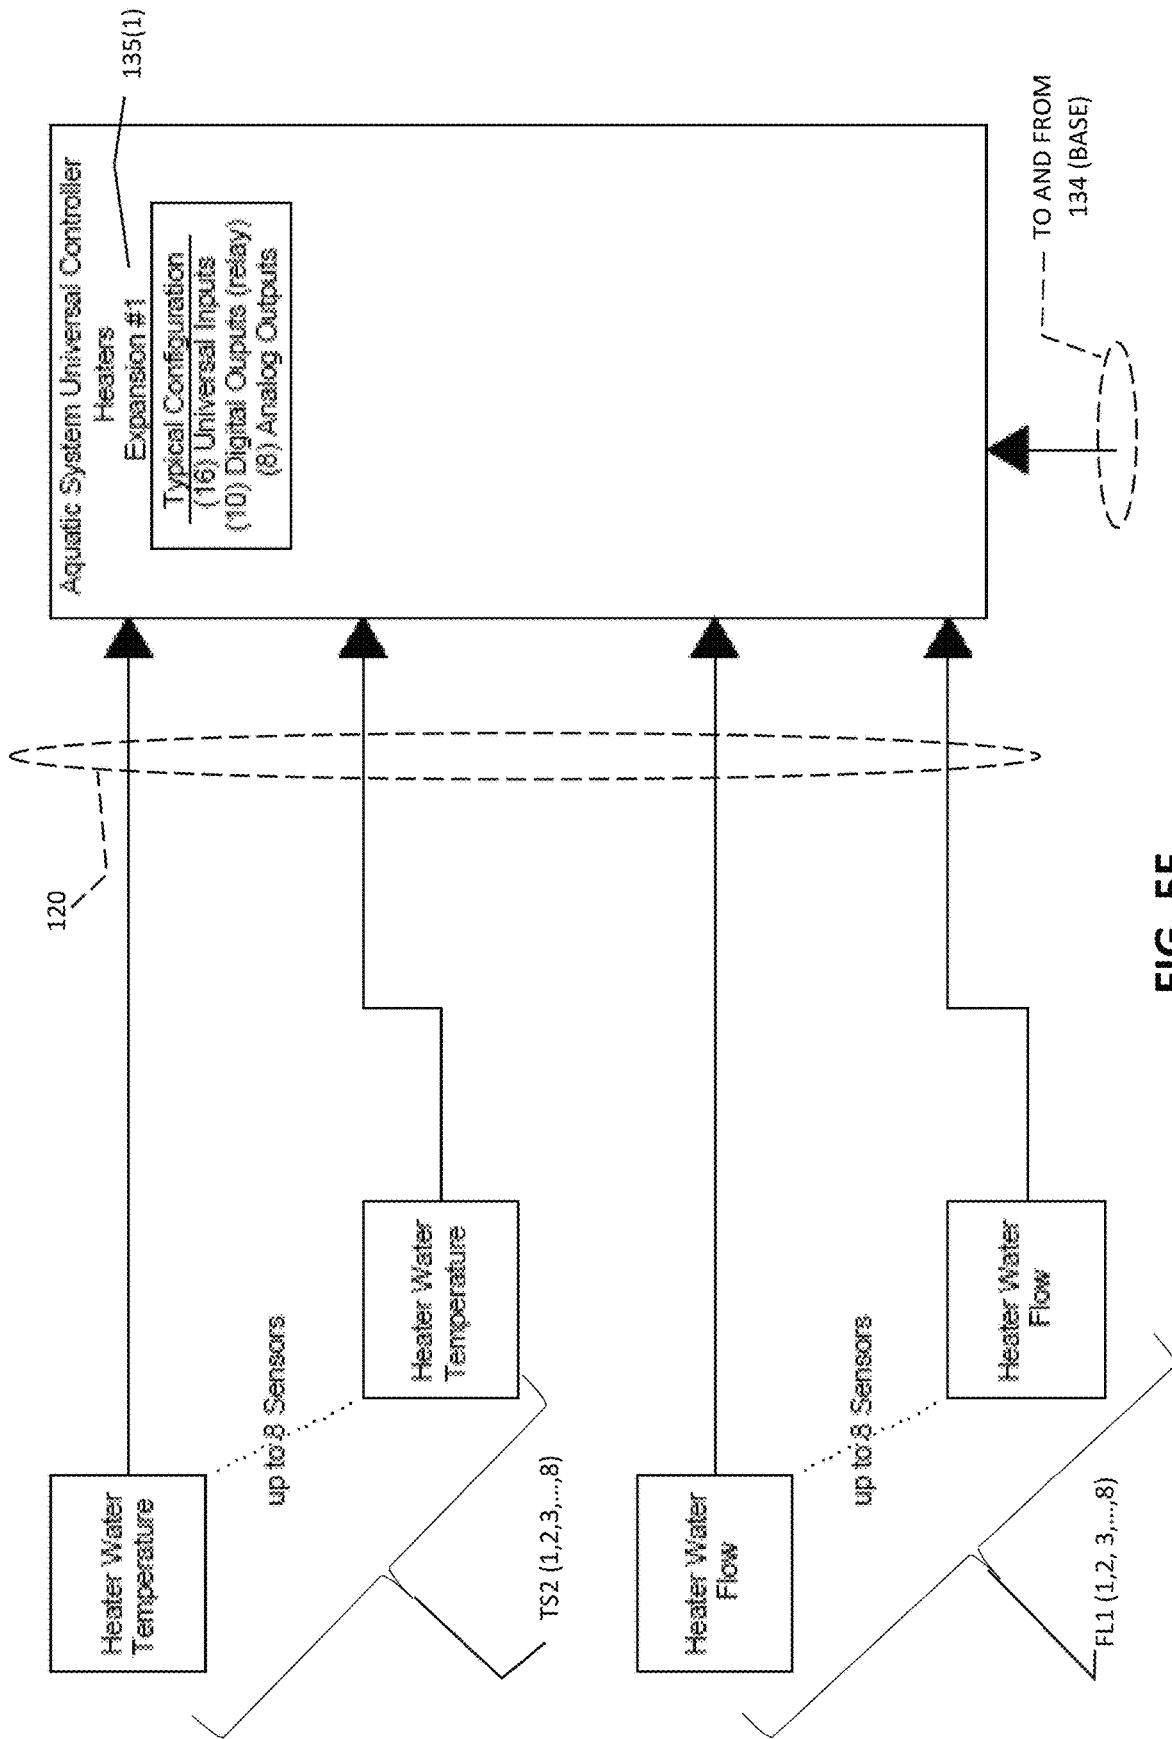 Aquatic System Universal Controller
Heaters
Expansion #1
135(1)
Typical Configuration
(16) Universal Inputs
(10) Digital Ouputs (relay)
(8) Analog Outputs
120
Heater Water
Temperature
up to 8 Sensors
Heater Water
Temperature
TS2 (1,2,3,...,8)
Heater Water
Flow
up to 8 Sensors
Heater Water
Flow
FL1 (1,2, 3,...,8)
TO AND FROM
134 (BASE)
FIG.